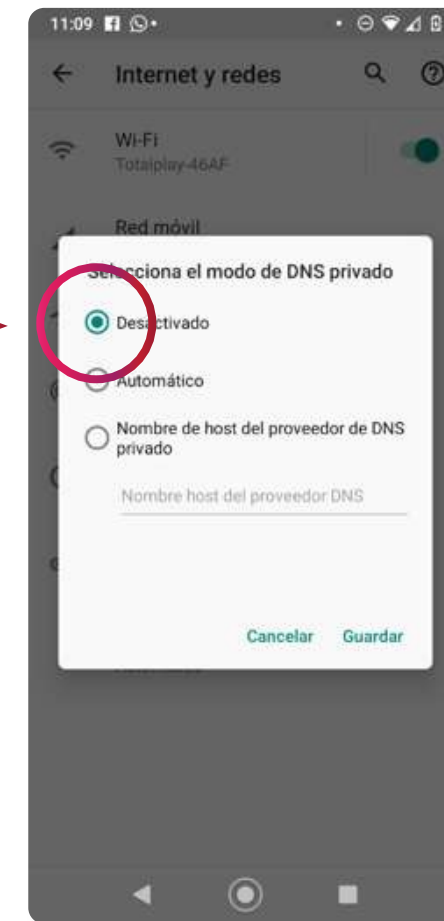 11:09
Internet y redes
Wi-Fi
Totalplay-46AF
Red móvil
Selecciona el modo de DNS privado
Desactivado
Automático
Nombre de host del proveedor de DNS
privado
Nombre host del proveedor DNS
Cancelar Guardar